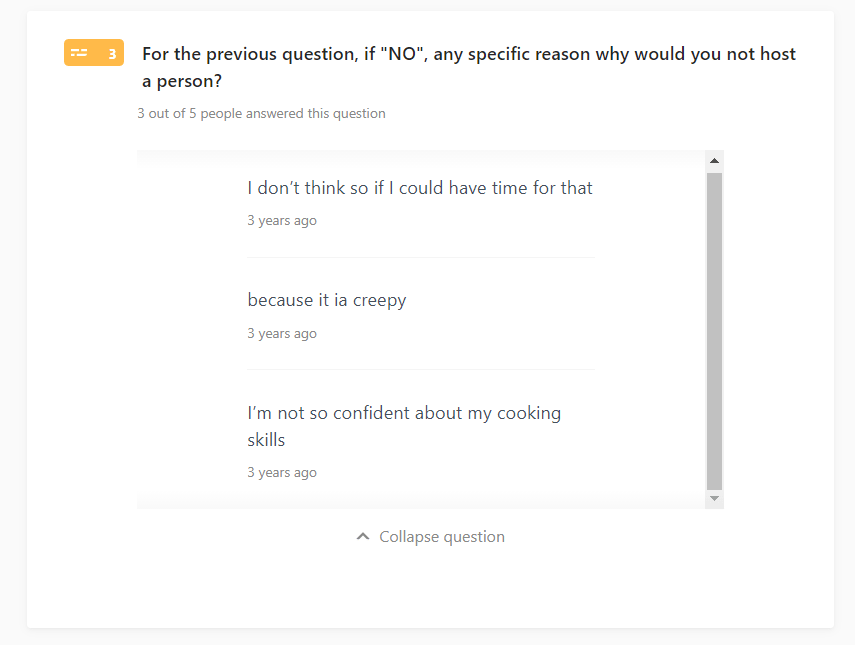 3
For the previous question, if "NO", any specific reason why would you not host
a person?
3 out of 5 people answered this question
I don’t think so if I could have time for that
3 years ago
because it ia creepy
3 years ago
I’m not so confident about my cooking
skills
3 years ago
Collapse question